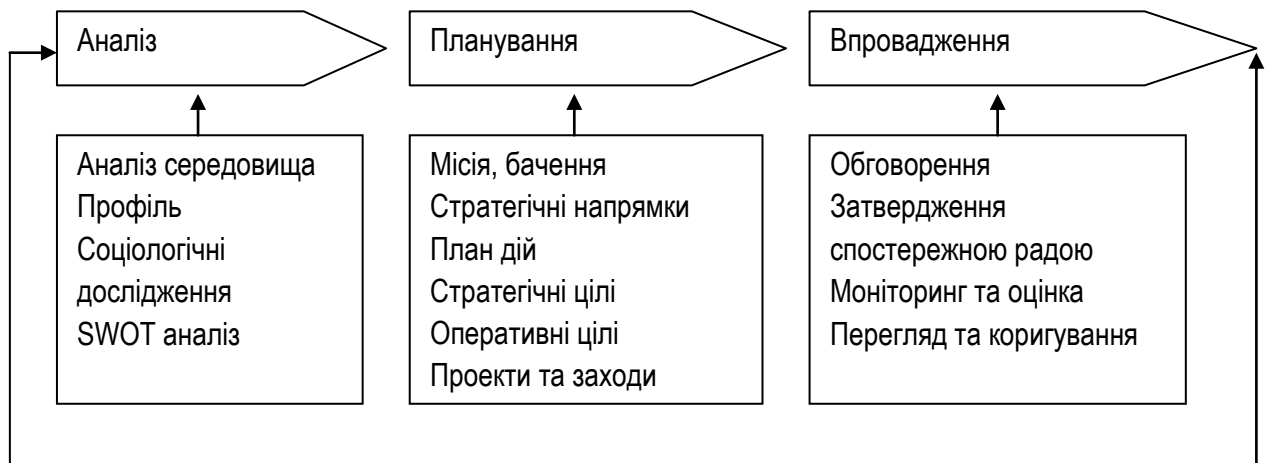 Аналіз
Планування
Впровадження
Аналіз середовища
Профіль
Соціологічні
дослідження
SWOT аналіз
Місія, бачення
Стратегічні напрямки
План дій
Стратегічні цілі
Оперативні цілі
Проекти та заходи
Обговорення
Затвердження
спостережною радою
Моніторинг та оцінка
Перегляд та коригування